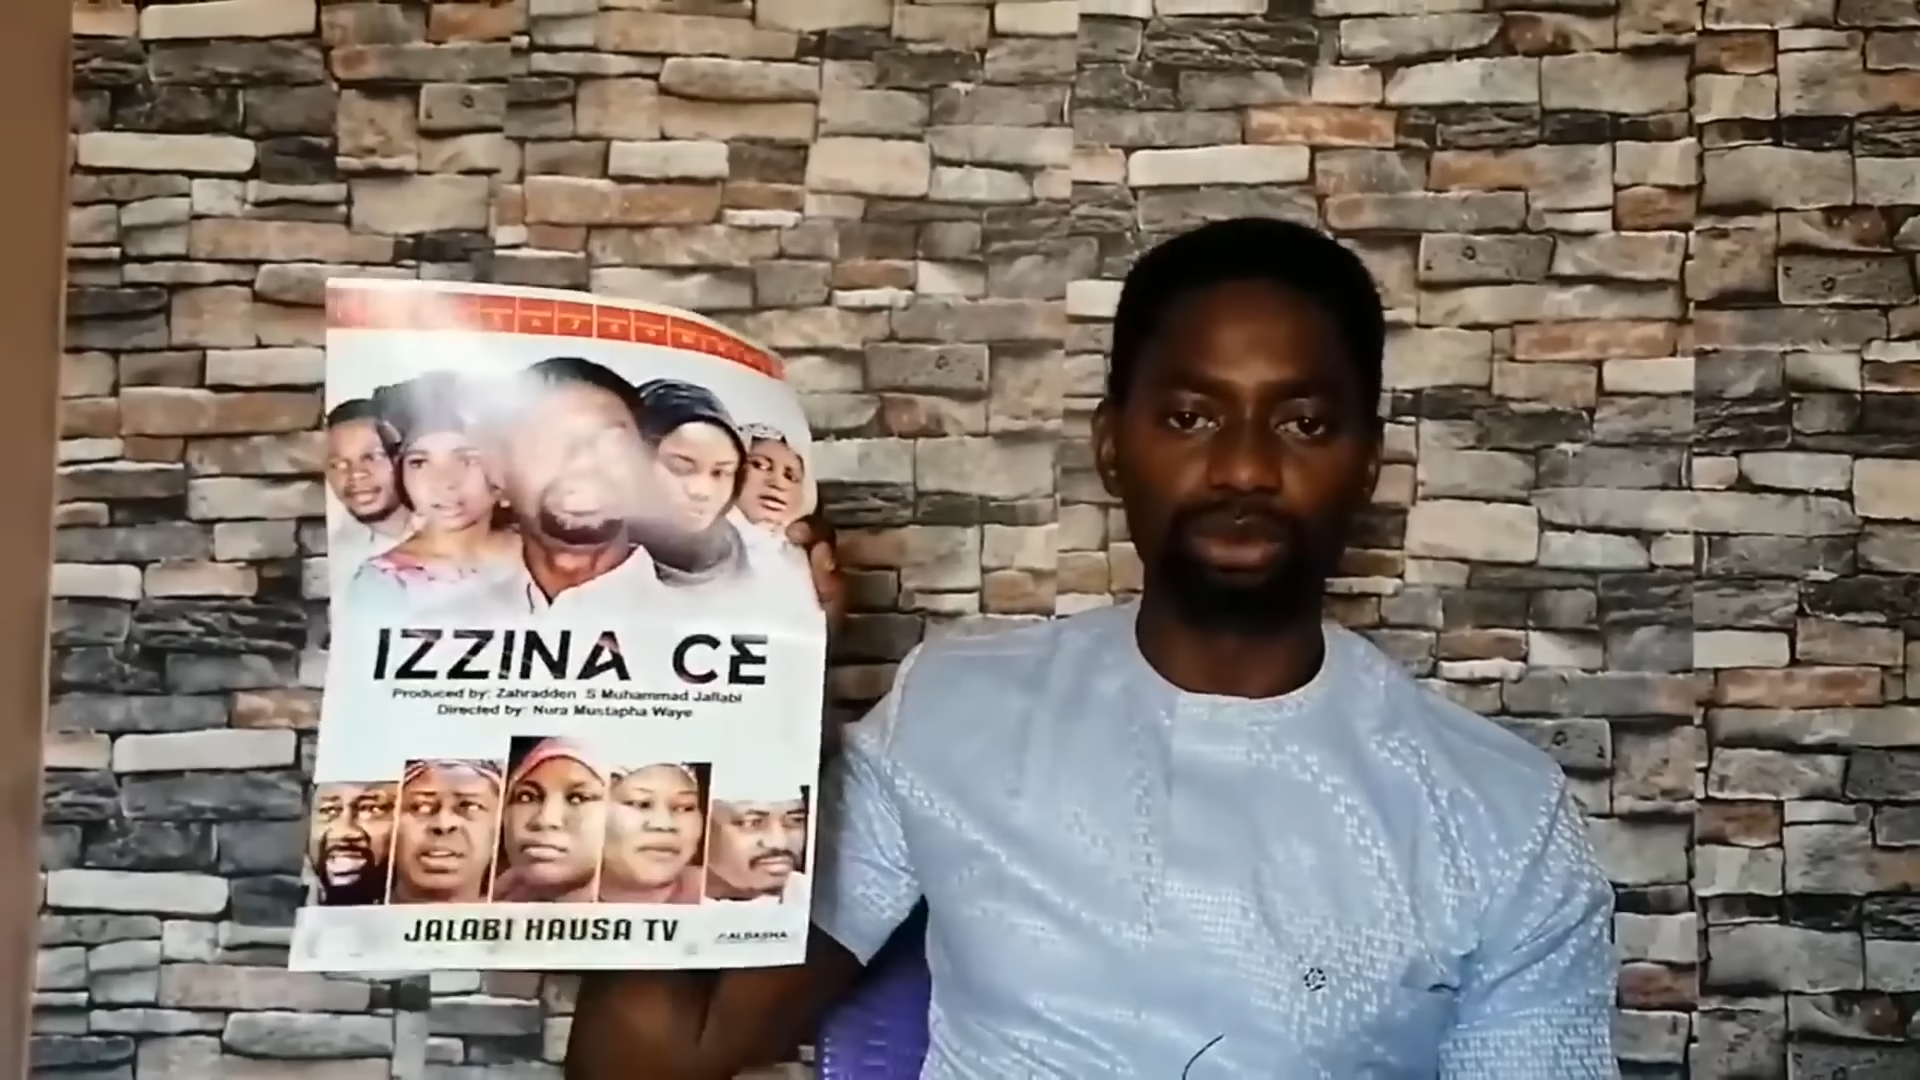 IZZINA CE
Produced by: Zahradden S Muhammad Jallabi
Directed by: Nura Mustapha Waye
JALABI HAUSA TV